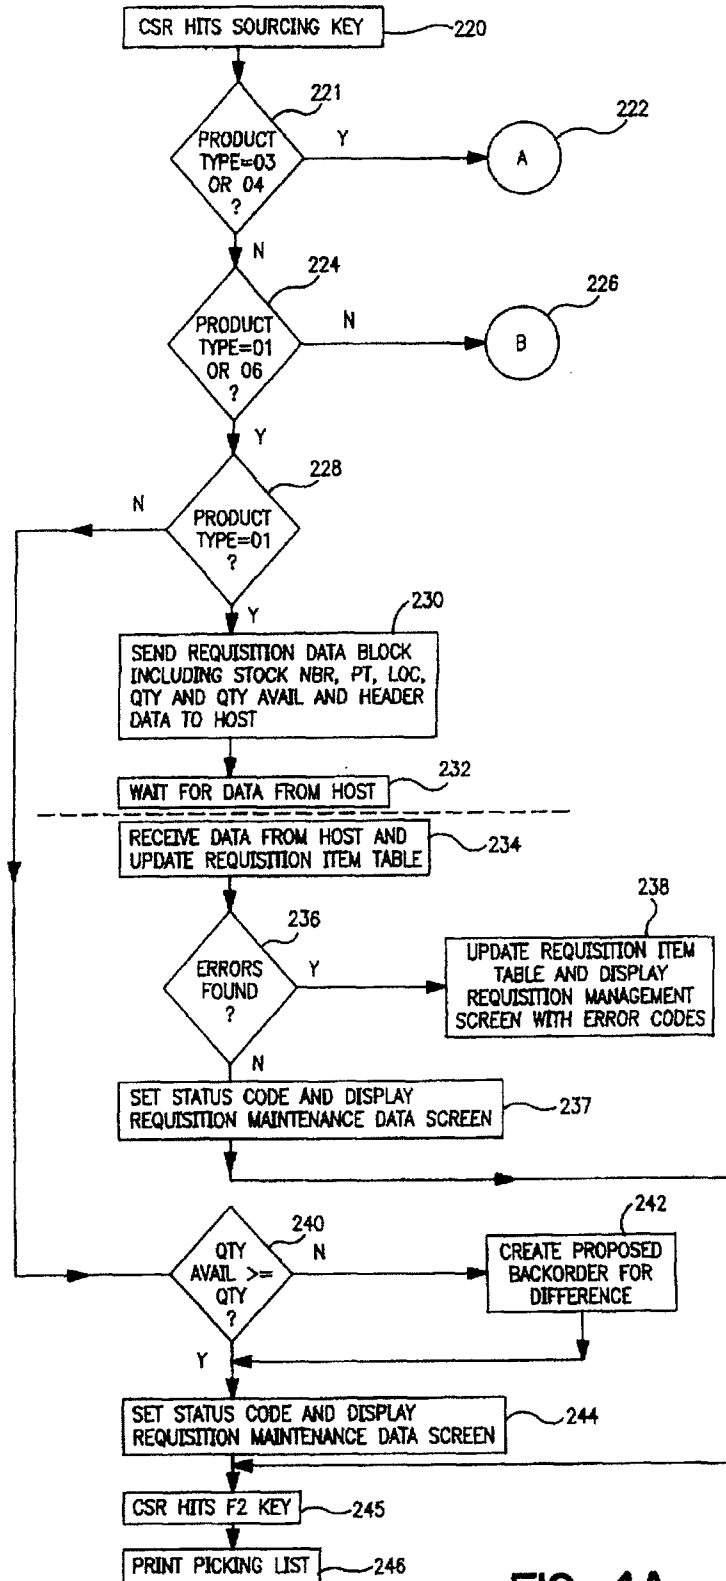 CSR HITS SOURCING KEY
220
221
PRODUCT
TYPE=03
OR 04
?
Y
A
222
N
224
PRODUCT
TYPE=01
OR 06
?
N
B
226
Y
228
N
PRODUCT
TYPE=01
?
Y
230
SEND REQUISITION DATA BLOCK
INCLUDING STOCK NBR, PT, LOC,
QTY AND QTY AVAIL AND HEADER
DATA TO HOST
WAIT FOR DATA FROM HOST
232
RECEIVE DATA FROM HOST AND
UPDATE REQUISITION ITEM TABLE
234
236
ERRORS
FOUND
?
Y
238
UPDATE REQUISITION ITEM
TABLE AND DISPLAY
REQUISITION MANAGEMENT
SCREEN WITH ERROR CODES
N
SET STATUS CODE AND DISPLAY
REQUISITION MAINTENANCE DATA SCREEN
237
240
QTY
AVAIL >=
QTY
?
N
242
CREATE PROPOSED
BACKORDER FOR
DIFFERENCE
Y
SET STATUS CODE AND DISPLAY
REQUISITION MAINTENANCE DATA SCREEN
244
CSR HITS F2 KEY
245
PRINT PICKING LIST
246
FIG. 4A